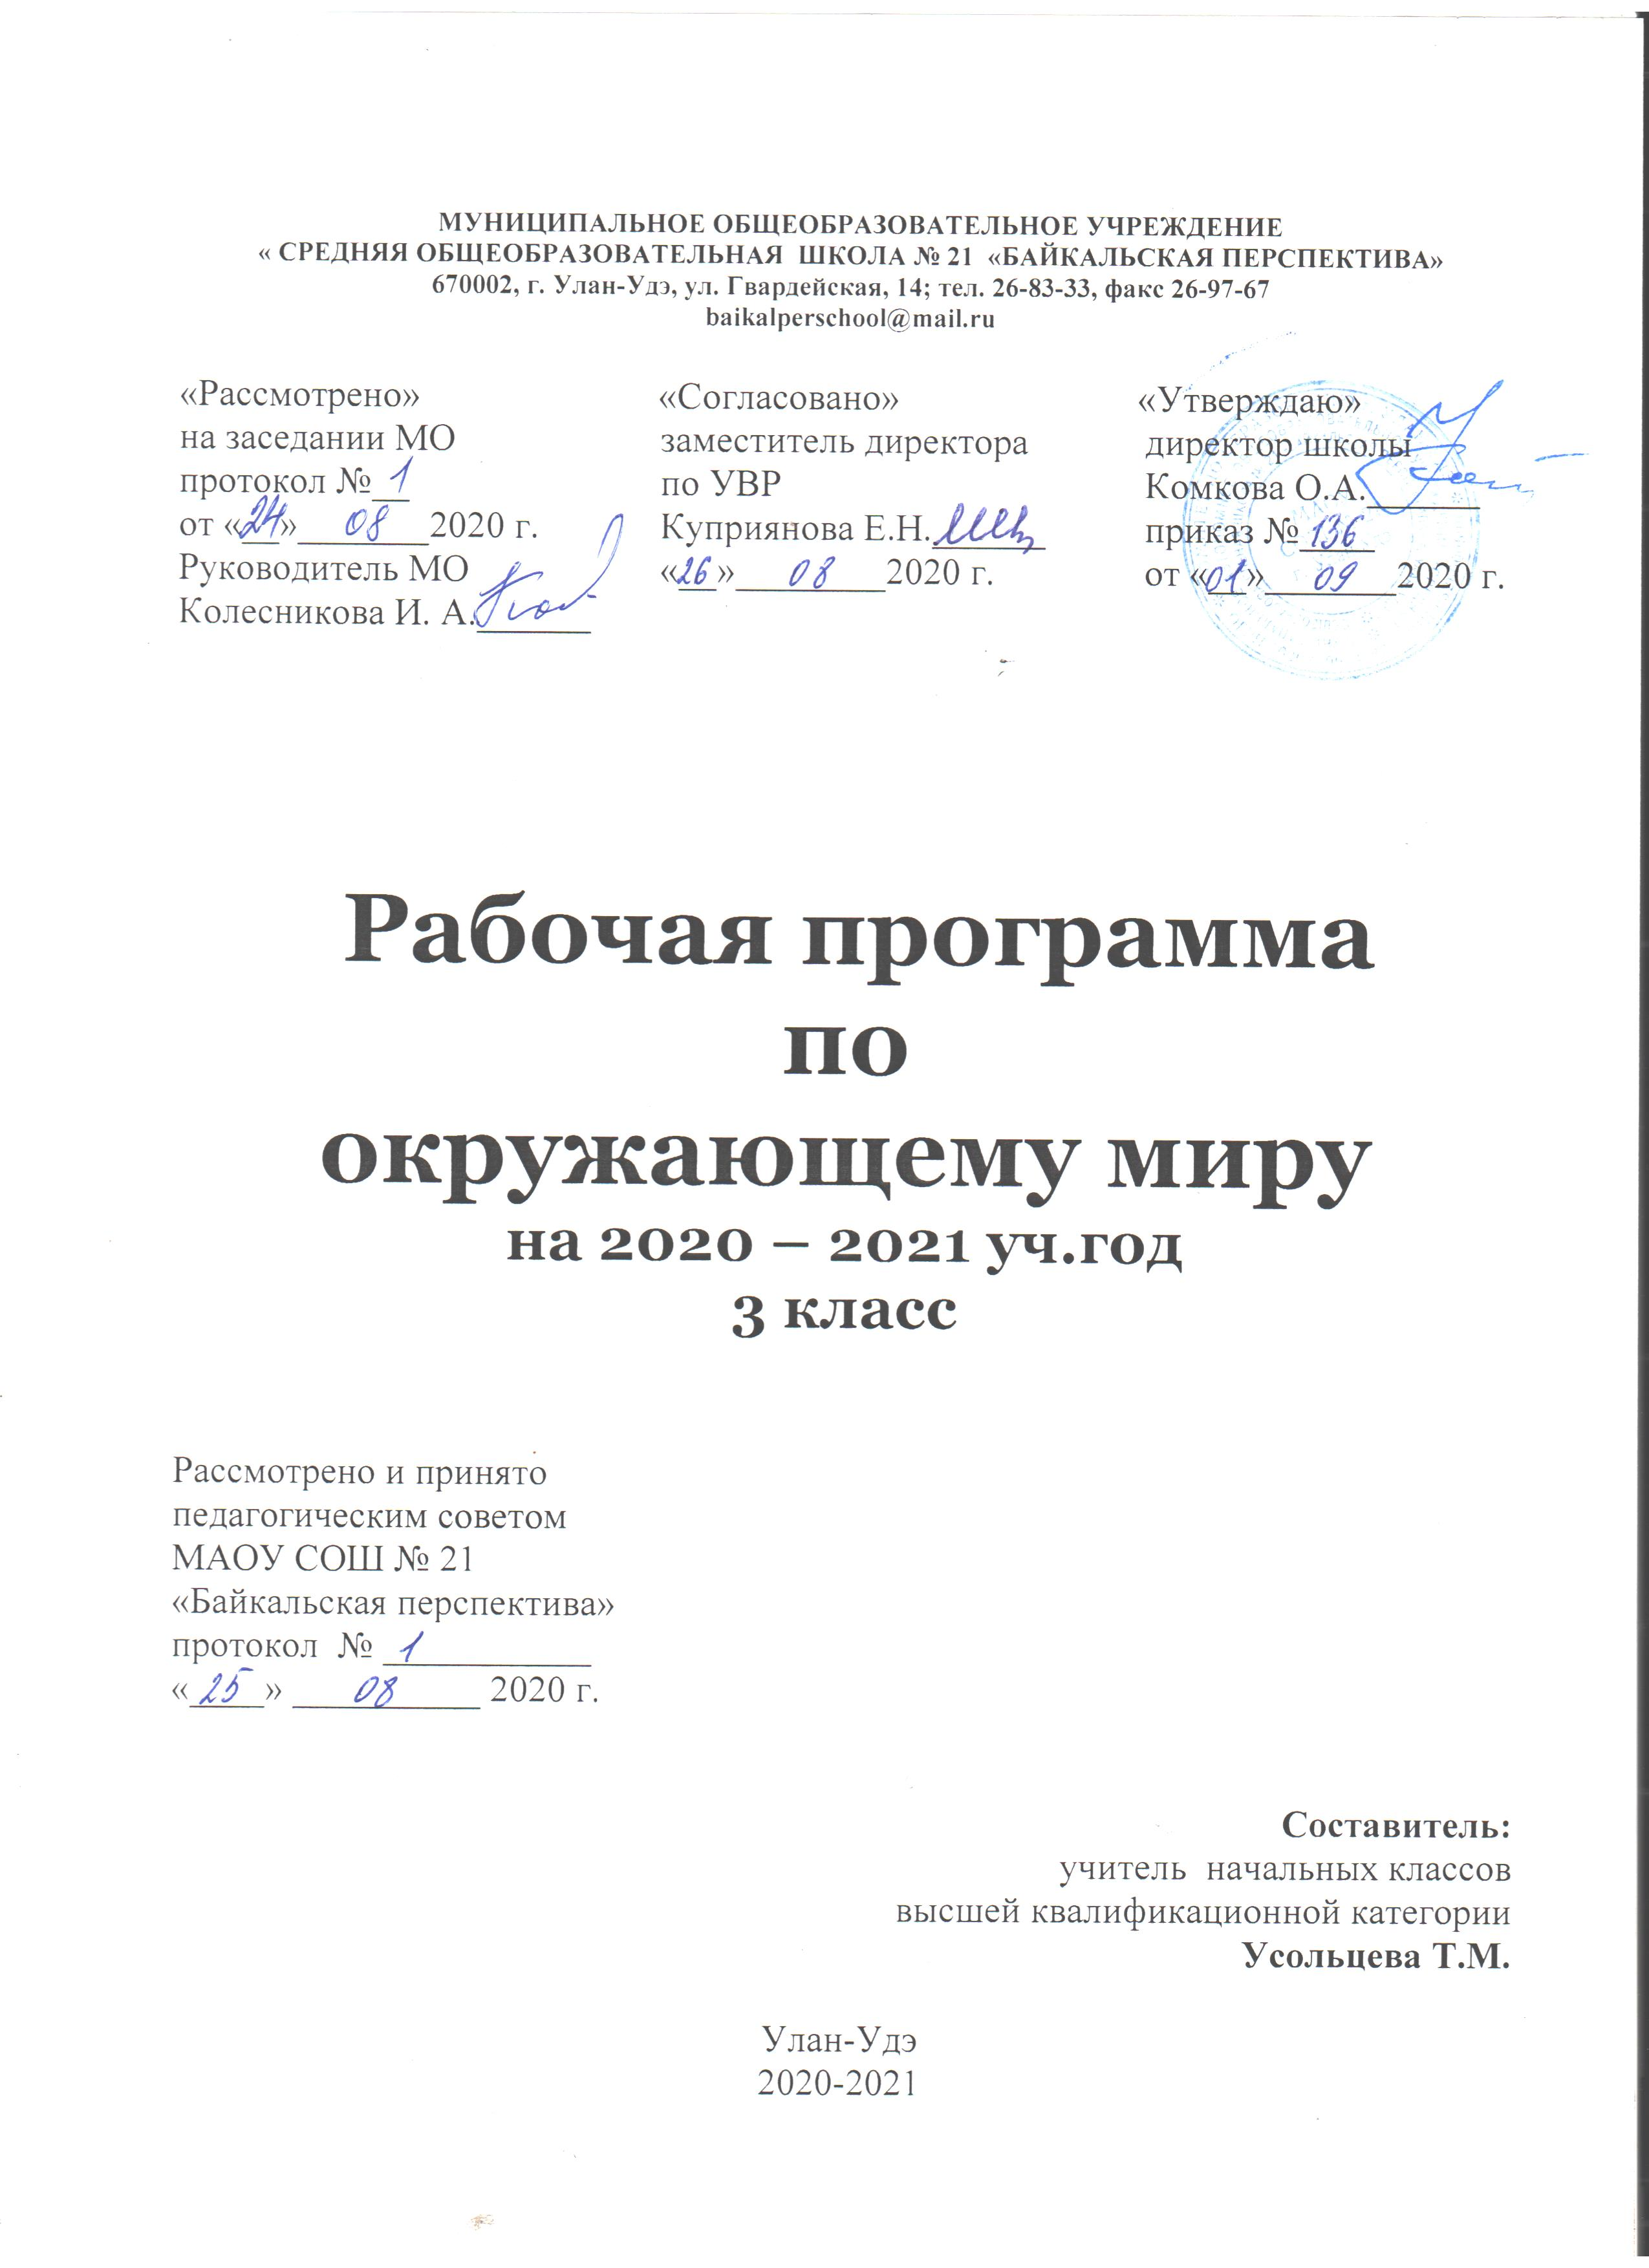 МУНИЦИПАЛЬНОЕ ОБЩЕОБРАЗОВАТЕЛЬНОЕ УЧРЕЖДЕНИЕ
« СРЕДНЯЯ ОБЩЕОБРАЗОВАТЕЛЬНАЯ ШКОЛА № 21 «БАЙКАЛЬСКАЯ ПЕРСПЕКТИВА»
670002, г. Улан-Удэ, ул. Гвардейская, 14; тел. 26-83-33, факс 26-97-67
baikalperschool@mail.ru
«Рассмотрено»
на заседании МО
протокол № 1
от «24» 08 2020 г.
Руководитель МО
Колесникова И. А.
«Согласовано»
заместитель директора
по УВР
Куприянова Е.Н.
«26» 08 2020 г.
«Утверждаю»
директор школы
Комкова О.А.
приказ № 136
от «01» 09 2020 г.
Рабочая программа
по
окружающему миру
на 2020 – 2021 уч.год
3 класс
Рассмотрено и принято
педагогическим советом
МАОУ СОШ № 21
«Байкальская перспектива»
протокол № 1
«25» 08 2020 г.
Составитель:
учитель начальных классов
высшей квалификационной категории
Усольцева Т.М.
Улан-Удэ
2020-2021